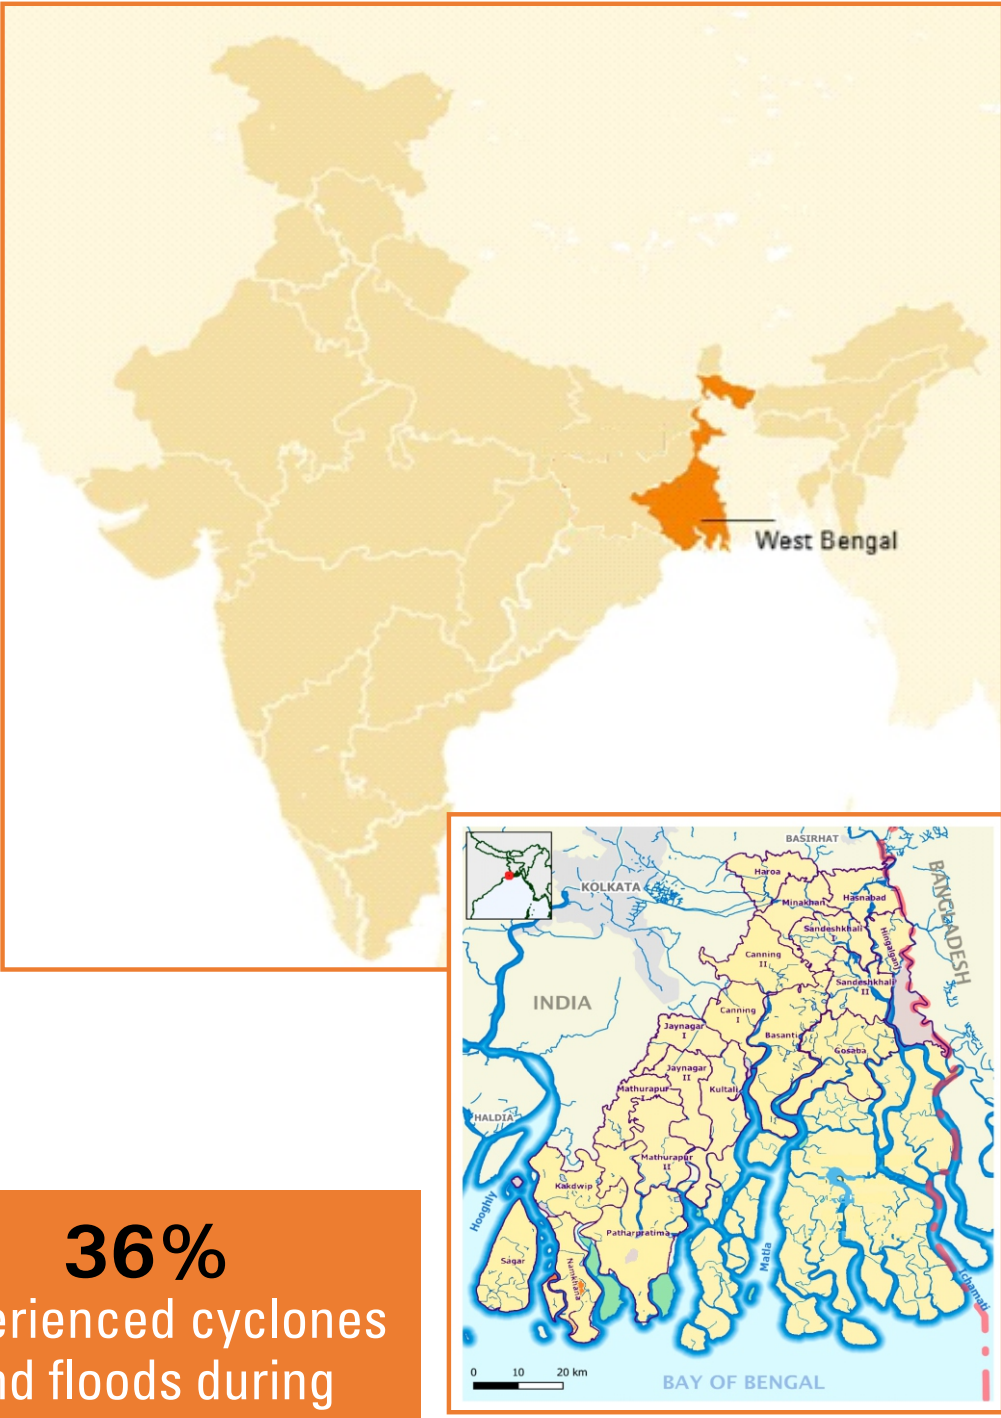 West Bengal
BASIRHAT
BANGLADESH
KOLKATA
Haroa
Minakhan
Hasnabad
Sandeshkhali
I
Hingalganj
Canning
II
Sandeshkhali
II
INDIA
Canning
I
Jaynagar
I
Basanti
Gosaba
Jaynagar
II
Mathurapur
I
Kultali
HALDIA
Mathurapur
II
Kakdwip
Hooghly
Patharpratima
Sagar
Namkhana
Matla
Ichamati
0 10 20 km
BAY OF BENGAL
36%
erienced cyclones
nd floods during